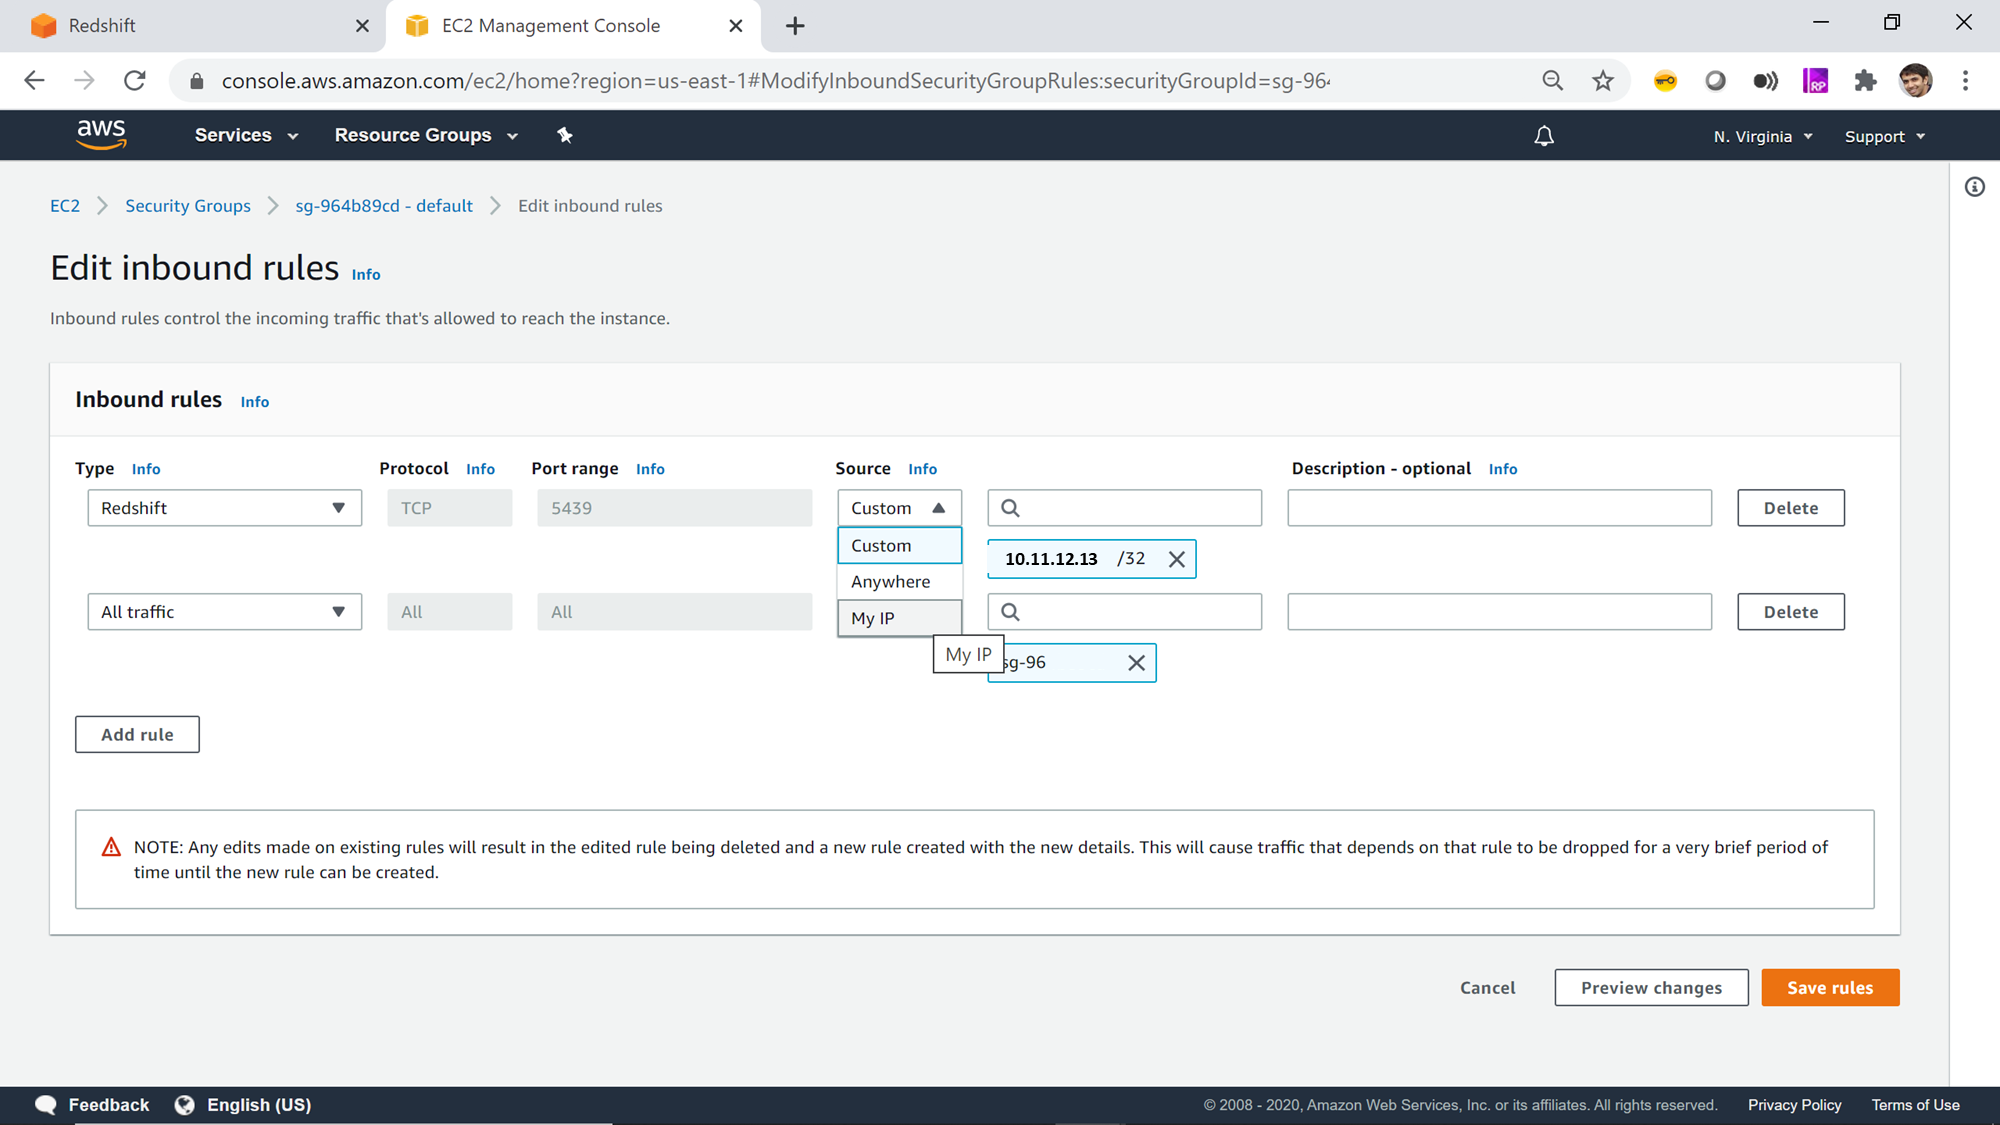 Redshift
EC2 Management Console
console.aws.amazon.com/ec2/home?region=us-east-1#ModifyInboundSecurityGroupRules:securityGroupId=sg-964
RP
aws
Services
Resource Groups
N. Virginia
Support
EC2
Security Groups
sg-964b89cd - default
Edit inbound rules
Edit inbound rules Info
Inbound rules control the incoming traffic that's allowed to reach the instance.
Inbound rules Info
Type Info Protocol Info Port range Info Source Info Description - optional Info
Redshift TCP 5439 Custom Delete
Custom
10.11.12.13 /32
Anywhere
All traffic All All My IP Delete
My IP
sg-96
Add rule
NOTE: Any edits made on existing rules will result in the edited rule being deleted and a new rule created with the new details. This will cause traffic that depends on that rule to be dropped for a very brief period of
time until the new rule can be created.
Cancel Preview changes Save rules
Feedback English (US) © 2008 - 2020, Amazon Web Services, Inc. or its affiliates. All rights reserved. Privacy Policy Terms of Use